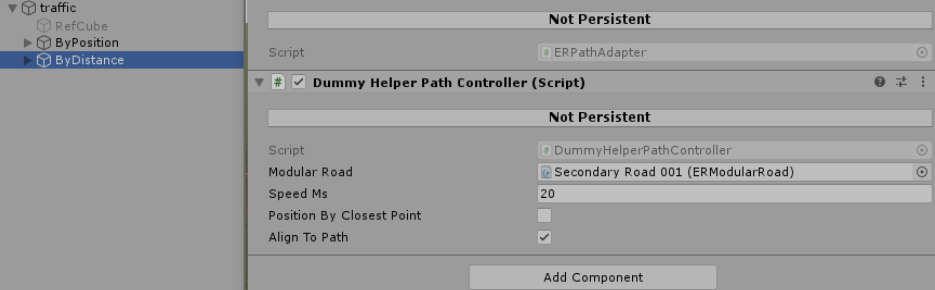 traffic
RefCube
ByPosition
ByDistance
Not Persistent
Script ERPathAdapter
Dummy Helper Path Controller (Script)
Not Persistent
Script DummyHelperPathController
Modular Road Secondary Road 001 (ERModularRoad)
Speed Ms 20
Position By Closest Point
Align To Path
Add Component